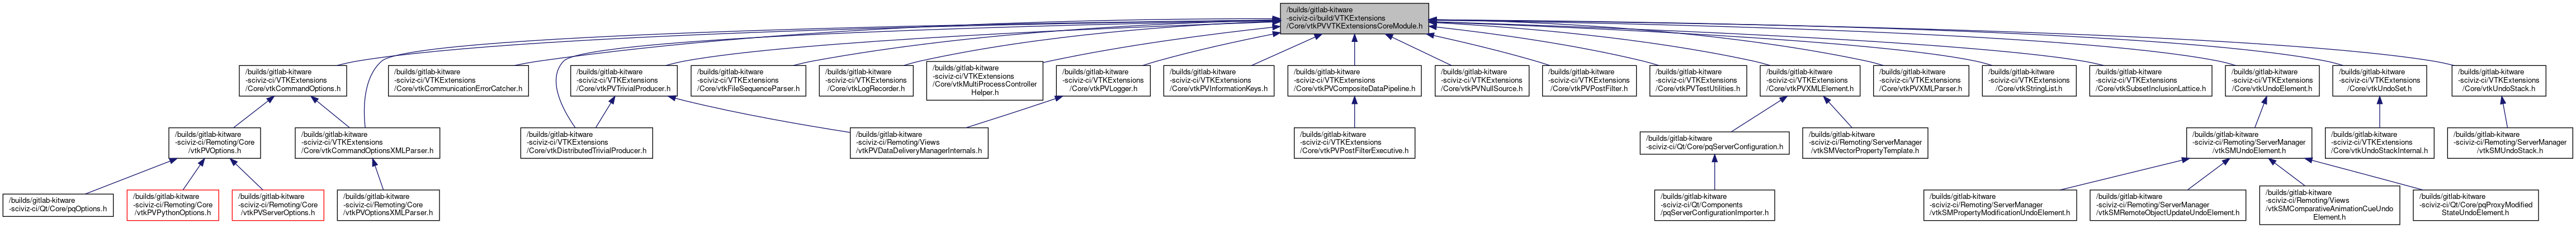 /builds/gitlab-kitware
-sciviz-ci/build/VTKExtensions
/Core/vtkPVVTKExtensionsCoreModule.h
/builds/gitlab-kitware
-sciviz-ci/VTKExtensions
/Core/vtkCommandOptions.h
/builds/gitlab-kitware
-sciviz-ci/VTKExtensions
/Core/vtkCommunicationErrorCatcher.h
/builds/gitlab-kitware
-sciviz-ci/VTKExtensions
/Core/vtkPVTrivialProducer.h
/builds/gitlab-kitware
-sciviz-ci/VTKExtensions
/Core/vtkFileSequenceParser.h
/builds/gitlab-kitware
-sciviz-ci/VTKExtensions
/Core/vtkLogRecorder.h
/builds/gitlab-kitware
-sciviz-ci/VTKExtensions
/Core/vtkMultiProcessController
Helper.h
/builds/gitlab-kitware
-sciviz-ci/VTKExtensions
/Core/vtkPVLogger.h
/builds/gitlab-kitware
-sciviz-ci/VTKExtensions
/Core/vtkPVInformationKeys.h
/builds/gitlab-kitware
-sciviz-ci/VTKExtensions
/Core/vtkPVCompositeDataPipeline.h
/builds/gitlab-kitware
-sciviz-ci/VTKExtensions
/Core/vtkPVNullSource.h
/builds/gitlab-kitware
-sciviz-ci/VTKExtensions
/Core/vtkPVPostFilter.h
/builds/gitlab-kitware
-sciviz-ci/VTKExtensions
/Core/vtkPVTestUtilities.h
/builds/gitlab-kitware
-sciviz-ci/VTKExtensions
/Core/vtkPVXMLElement.h
/builds/gitlab-kitware
-sciviz-ci/VTKExtensions
/Core/vtkPVXMLParser.h
/builds/gitlab-kitware
-sciviz-ci/VTKExtensions
/Core/vtkStringList.h
/builds/gitlab-kitware
-sciviz-ci/VTKExtensions
/Core/vtkSubsetInclusionLattice.h
/builds/gitlab-kitware
-sciviz-ci/VTKExtensions
/Core/vtkUndoElement.h
/builds/gitlab-kitware
-sciviz-ci/VTKExtensions
/Core/vtkUndoSet.h
/builds/gitlab-kitware
-sciviz-ci/VTKExtensions
/Core/vtkUndoStack.h
/builds/gitlab-kitware
-sciviz-ci/Remoting/Core
/vtkPVOptions.h
/builds/gitlab-kitware
-sciviz-ci/VTKExtensions
/Core/vtkCommandOptionsXMLParser.h
/builds/gitlab-kitware
-sciviz-ci/VTKExtensions
/Core/vtkDistributedTrivialProducer.h
/builds/gitlab-kitware
-sciviz-ci/Remoting/Views
/vtkPVDataDeliveryManagerInternals.h
/builds/gitlab-kitware
-sciviz-ci/VTKExtensions
/Core/vtkPVPostFilterExecutive.h
/builds/gitlab-kitware
-sciviz-ci/Qt/Core/pqServerConfiguration.h
/builds/gitlab-kitware
-sciviz-ci/Remoting/ServerManager
/vtkSMVectorPropertyTemplate.h
/builds/gitlab-kitware
-sciviz-ci/Remoting/ServerManager
/vtkSMUndoElement.h
/builds/gitlab-kitware
-sciviz-ci/VTKExtensions
/Core/vtkUndoStackInternal.h
/builds/gitlab-kitware
-sciviz-ci/Remoting/ServerManager
/vtkSMUndoStack.h
/builds/gitlab-kitware
-sciviz-ci/Qt/Core/pqOptions.h
/builds/gitlab-kitware
-sciviz-ci/Remoting/Core
/vtkPVPythonOptions.h
/builds/gitlab-kitware
-sciviz-ci/Remoting/Core
/vtkPVServerOptions.h
/builds/gitlab-kitware
-sciviz-ci/Remoting/Core
/vtkPVOptionsXMLParser.h
/builds/gitlab-kitware
-sciviz-ci/Qt/Components
/pqServerConfigurationImporter.h
/builds/gitlab-kitware
-sciviz-ci/Remoting/ServerManager
/vtkSMPropertyModificationUndoElement.h
/builds/gitlab-kitware
-sciviz-ci/Remoting/ServerManager
/vtkSMRemoteObjectUpdateUndoElement.h
/builds/gitlab-kitware
-sciviz-ci/Remoting/Views
/vtkSMComparativeAnimationCueUndo
Element.h
/builds/gitlab-kitware
-sciviz-ci/Qt/Core/pqProxyModified
StateUndoElement.h